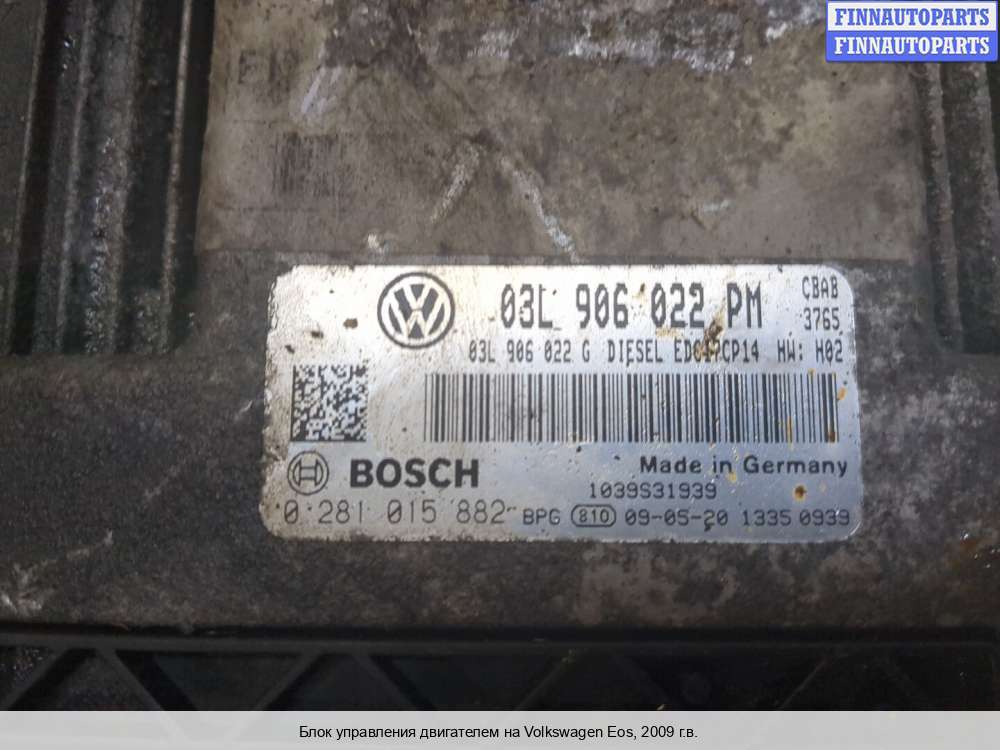 FINNAUTOPARTS
FINNAUTOPARTS
03L 906 022 PM
CBAB
3765
03L 906 022 G DIESEL EDC17CP14 HW: H02
BOSCH
Made in Germany
1039S31939
0 281 015 882 BPG 810 09-05-20 1335 0939
Блок управления двигателем на Volkswagen Eos, 2009 г.в.